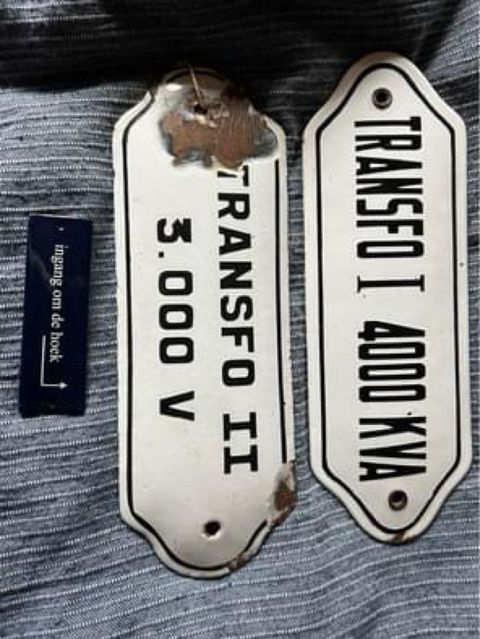 ingang om de hoek
TRANSFO II
3.000 V
TRANSFO I 4000 KVA